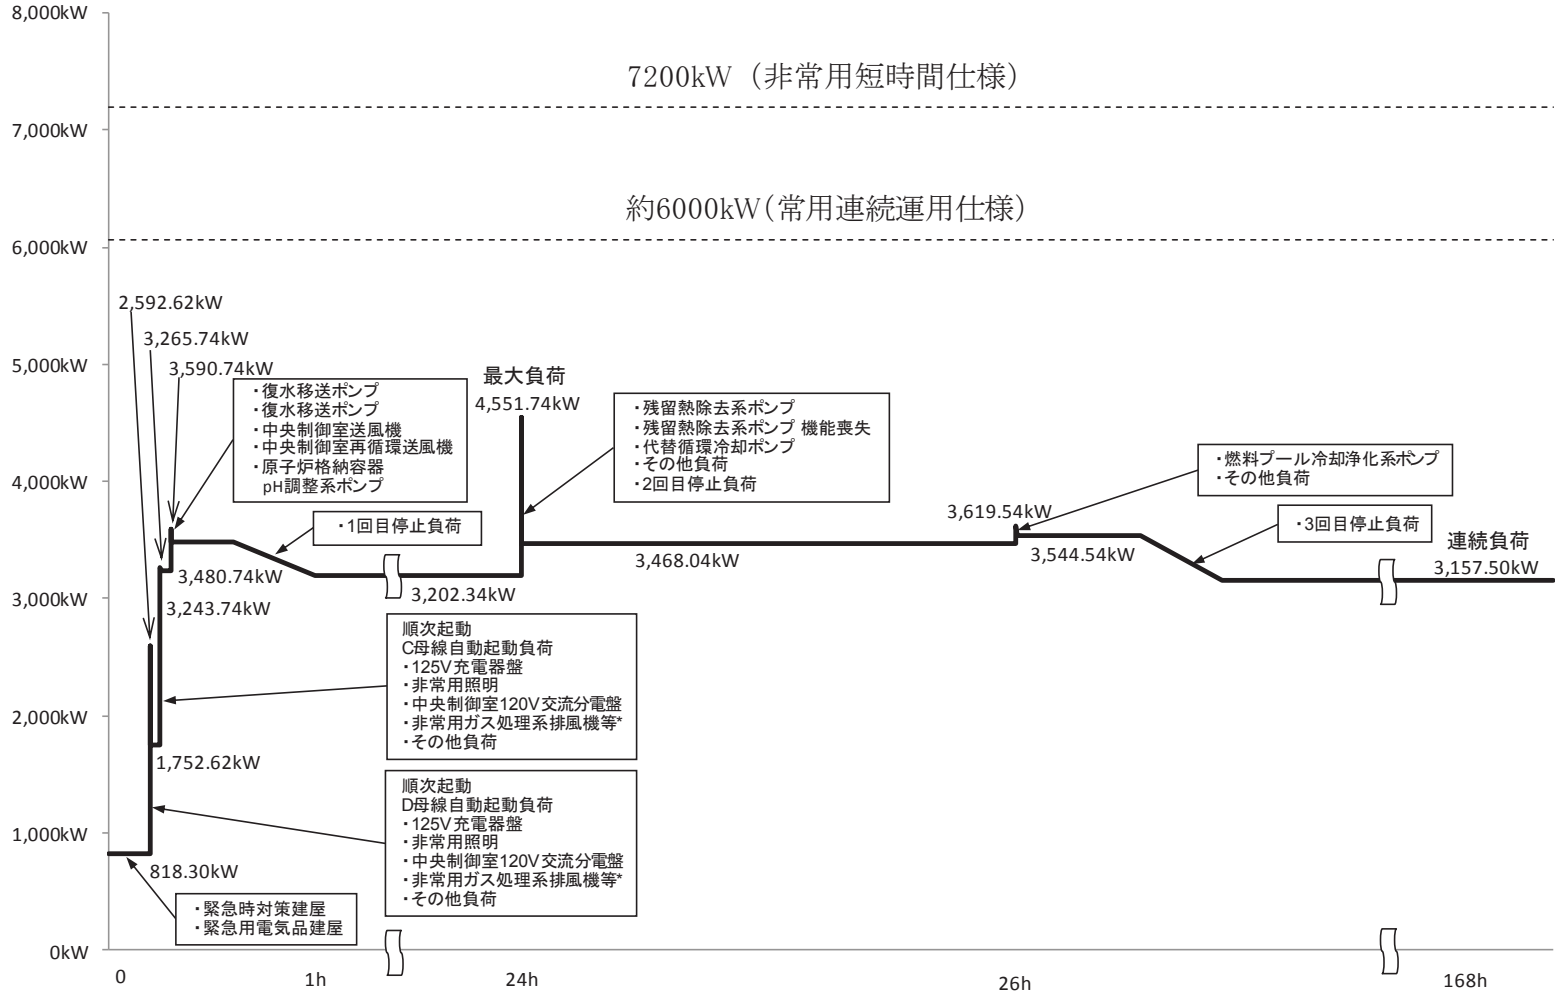 8,000kW
7200kW（非常用短時間仕様）
7,000kW
約6000kW（常用連続運用仕様）
6,000kW
2,592.62kW
3,265.74kW
3,590.74kW
5,000kW
・復水移送ポンプ
・復水移送ポンプ
・中央制御室送風機
・中央制御室再循環送風機
・原子炉格納容器
pH調整系ポンプ
最大負荷
4,551.74kW
・残留熱除去系ポンプ
・残留熱除去系ポンプ 機能喪失
・代替循環冷却ポンプ
・その他負荷
・2回目停止負荷
・燃料プール冷却浄化系ポンプ
・その他負荷
4,000kW
・1回目停止負荷
3,619.54kW
・3回目停止負荷
3,480.74kW
3,468.04kW
3,544.54kW
連続負荷
3,157.50kW
3,000kW
3,243.74kW
3,202.34kW
順次起動
C母線自動起動負荷
・125V充電器盤
・非常用照明
・中央制御室120V交流分電盤
・非常用ガス処理系排風機等*
・その他負荷
2,000kW
1,752.62kW
順次起動
D母線自動起動負荷
・125V充電器盤
・非常用照明
・中央制御室120V交流分電盤
・非常用ガス処理系排風機等*
・その他負荷
1,000kW
818.30kW
・緊急時対策建屋
・緊急用電気品建屋
0kW
0
1h
24h
26h
168h